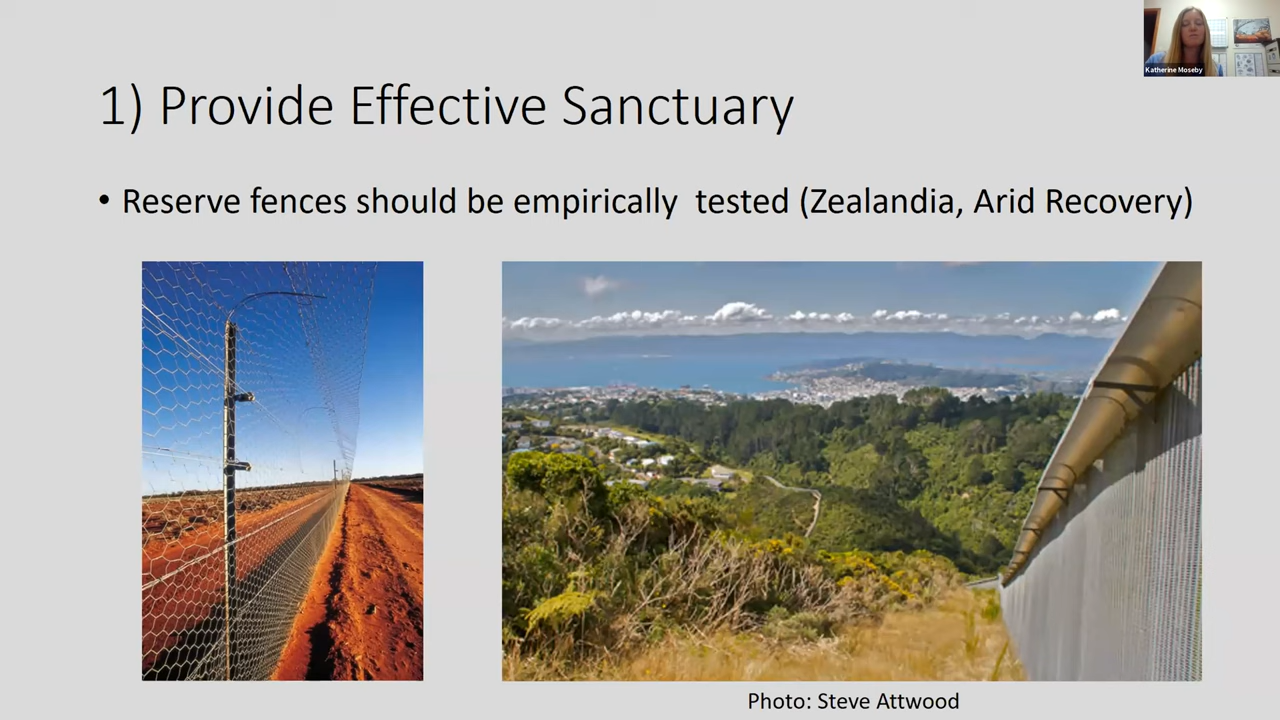 Katherine Moseby
1) Provide Effective Sanctuary
• Reserve fences should be empirically  tested (Zealandia, Arid Recovery)
Photo: Steve Attwood